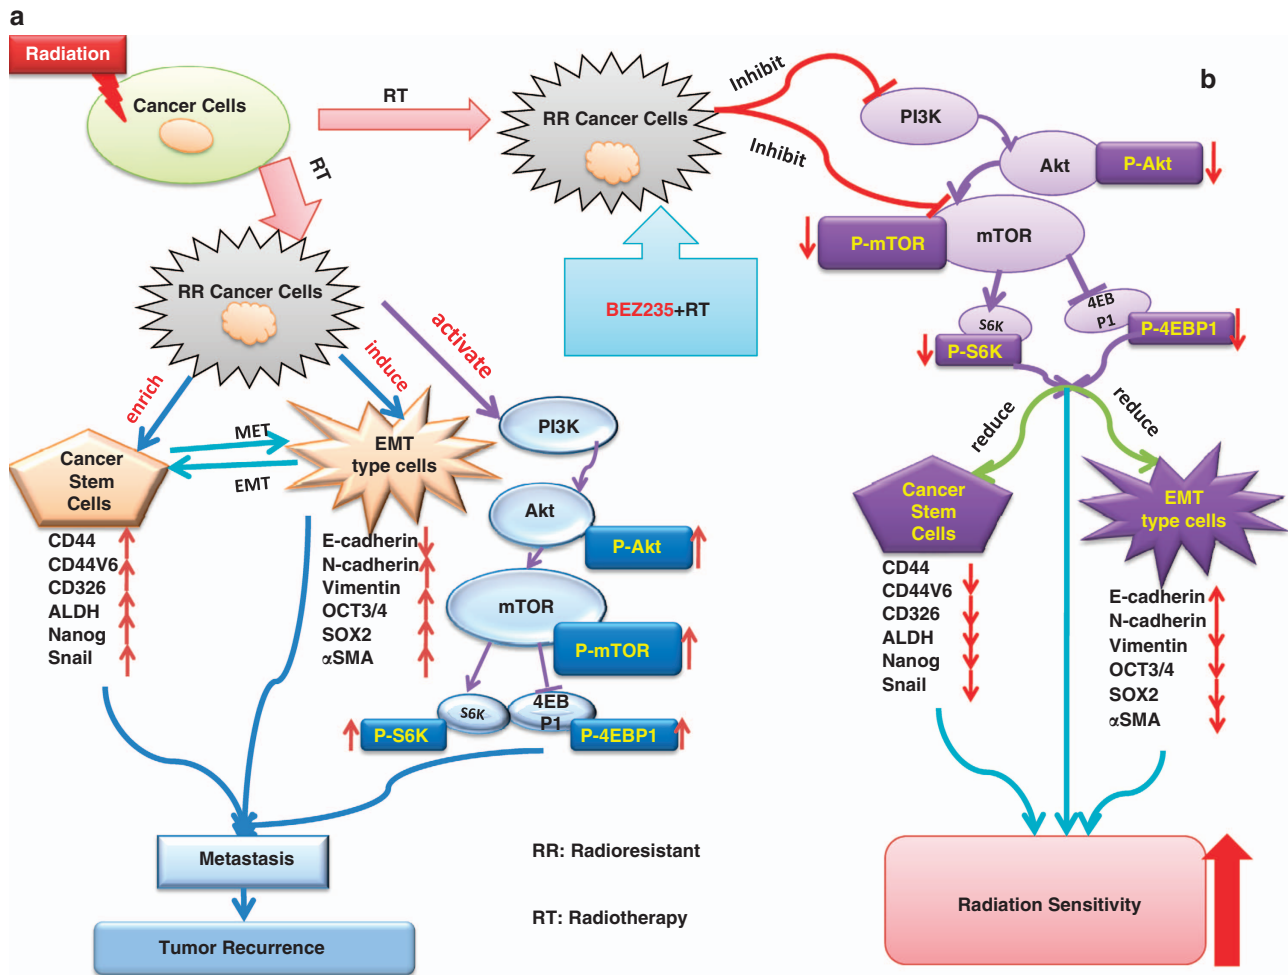 a
Radiation
Cancer Cells
RT
RT
RR Cancer Cells
RR Cancer Cells
enrich
induce
activate
Cancer
Stem
Cells
MET
EMT
EMT
type cells
CD44
CD44V6
CD326
ALDH
Nanog
Snail
E-cadherin
N-cadherin
Vimentin
OCT3/4
SOX2
αSMA
PI3K
Akt
P-Akt
mTOR
P-mTOR
S6K
4EB
P1
P-S6K
P-4EBP1
Metastasis
Tumor Recurrence
RR: Radioresistant
RT: Radiotherapy
BEZ235+RT
b
Inhibit
Inhibit
PI3K
Akt
P-Akt
P-mTOR
mTOR
S6K
P-S6K
4EB
P1
P-4EBP1
reduce
reduce
Cancer
Stem
Cells
EMT
type cells
CD44
CD44V6
CD326
ALDH
Nanog
Snail
E-cadherin
N-cadherin
Vimentin
OCT3/4
SOX2
αSMA
Radiation Sensitivity